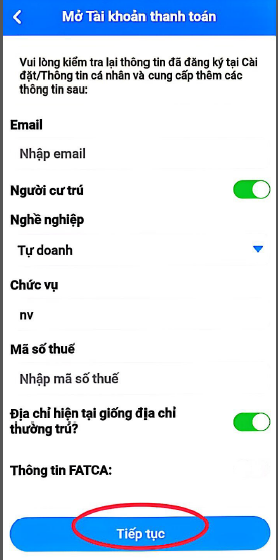 Mở Tài khoản thanh toán
Vui lòng kiểm tra lại thông tin đã đăng ký tại Cài
đặt/Thông tin cá nhân và cung cấp thêm các
thông tin sau:
Email
Nhập email
Người cư trú
Nghề nghiệp
Tự doanh
Chức vụ
nv
Mã số thuế
Nhập mã số thuế
Địa chỉ hiện tại giống địa chỉ
thường trú?
Thông tin FATCA:
Tiếp tục